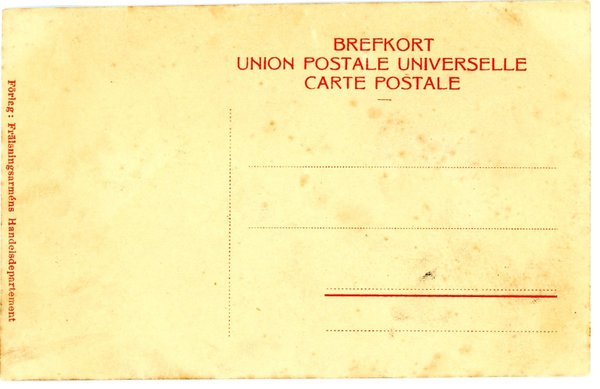 BREFKORT
UNION POSTALE UNIVERSELLE
CARTE POSTALE
Förlag: Frälsningsarméns Handelsdepartement